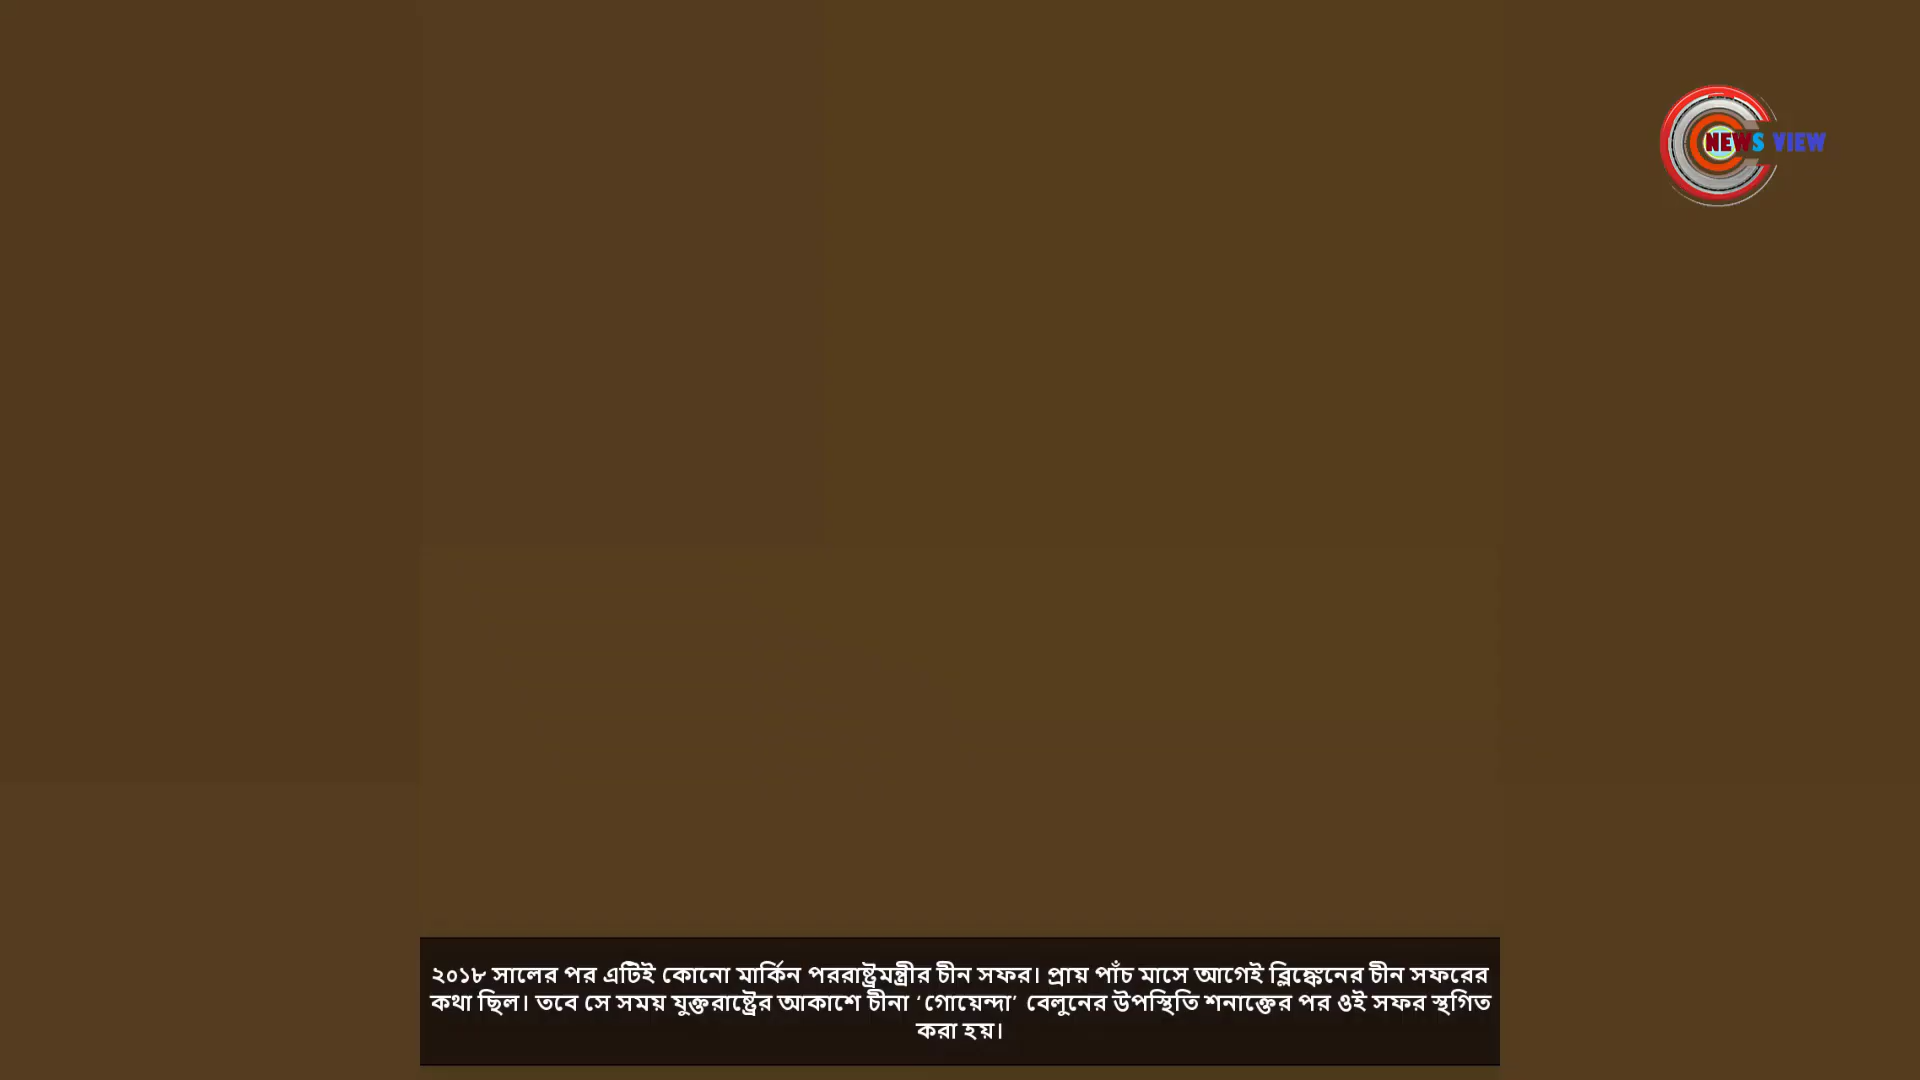 NEWS VIEW
২০১৮ সালের পর এটিই কোনো মার্কিন পররাষ্ট্রমন্ত্রীর চীন সফর। প্রায় পাঁচ মাসে আগেই ব্লিঙ্কেনের চীন সফরের
কথা ছিল। তবে সে সময় যুক্তরাষ্ট্রের আকাশে চীনা ‘গোয়েন্দা’ বেলুনের উপস্থিতি শনাক্তের পর ওই সফর স্থগিত
করা হয়।